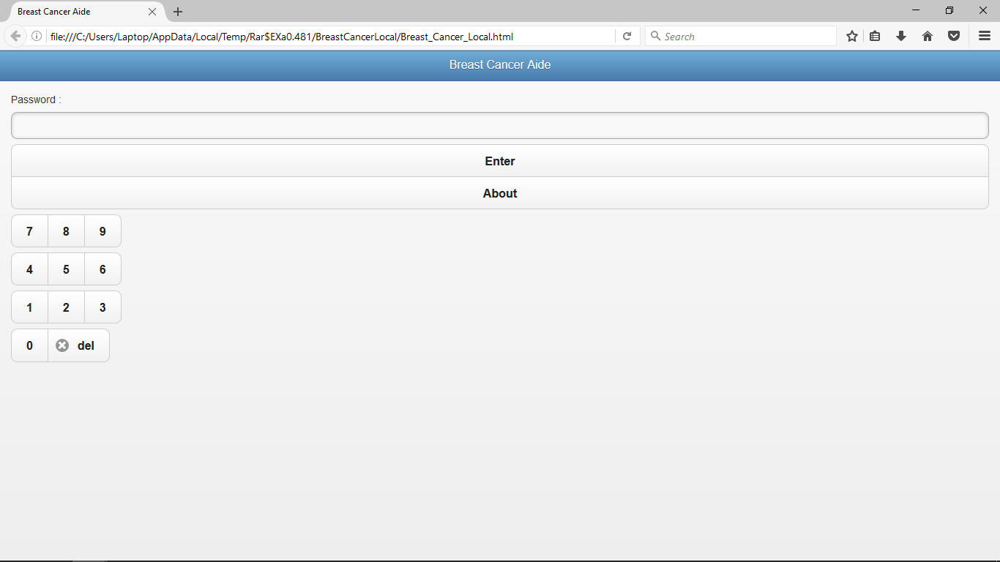 Breast Cancer Aide
file:///C:/Users/Laptop/AppData/Local/Temp/Rar$EXa0.481/BreastCancerLocal/Breast_Cancer_Local.html
Search
Breast Cancer Aide
Password :
Enter
About
7 8 9
4 5 6
1 2 3
0 del